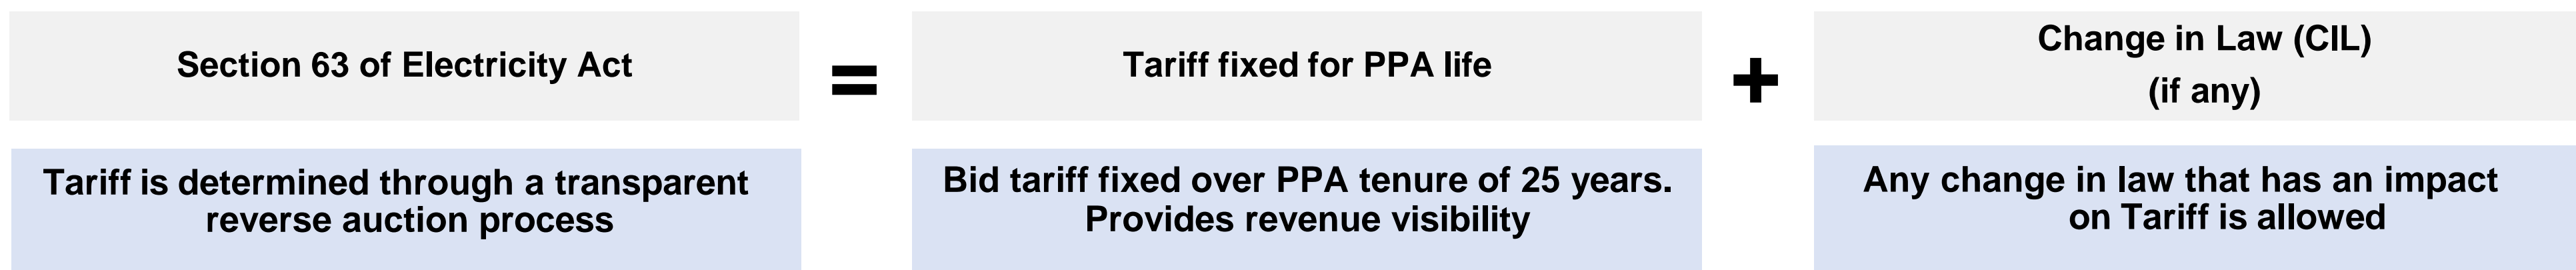 Section 63 of Electricity Act
=
Tariff fixed for PPA life
+
Change in Law (CIL)
(if any)
Tariff is determined through a transparent
reverse auction process
Bid tariff fixed over PPA tenure of 25 years.
Provides revenue visibility
Any change in law that has an impact
on Tariff is allowed